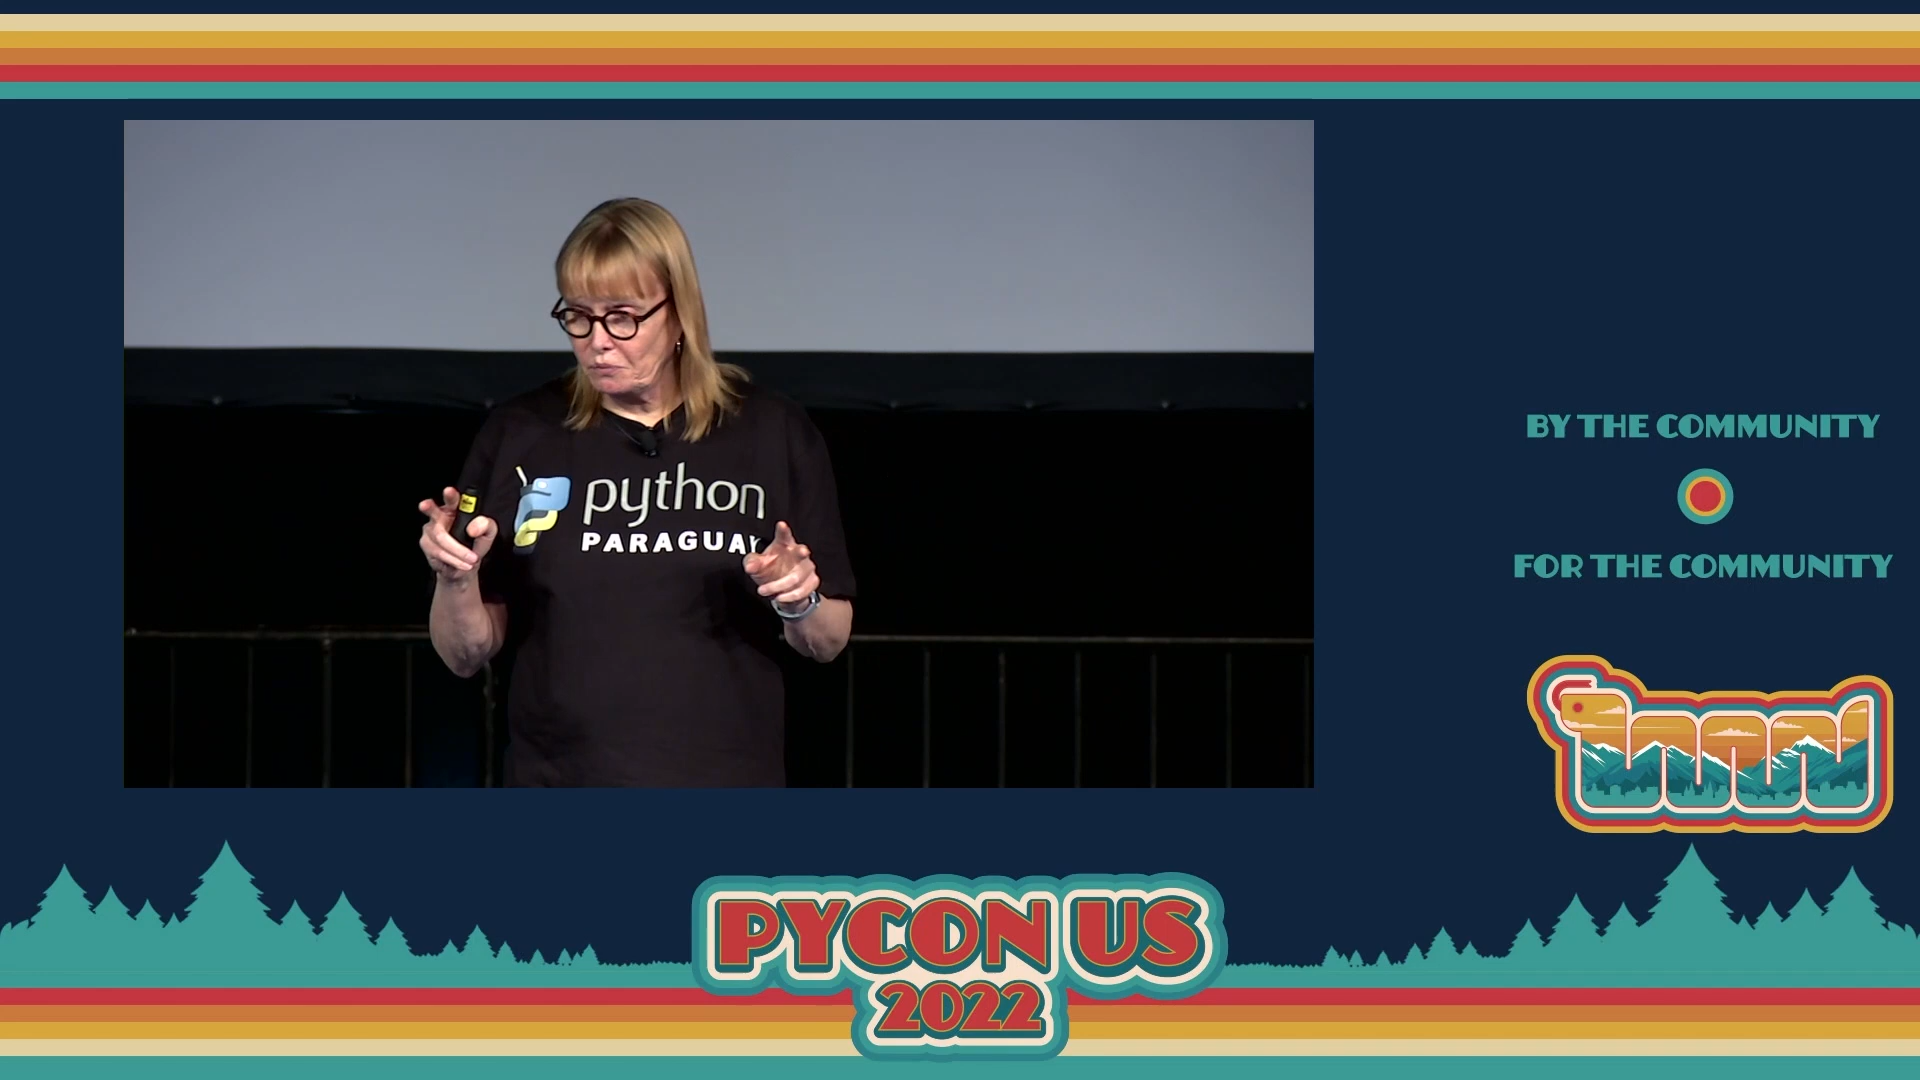 python
PARAGUAY
BY THE COMMUNITY
FOR THE COMMUNITY
PYCON US
2022